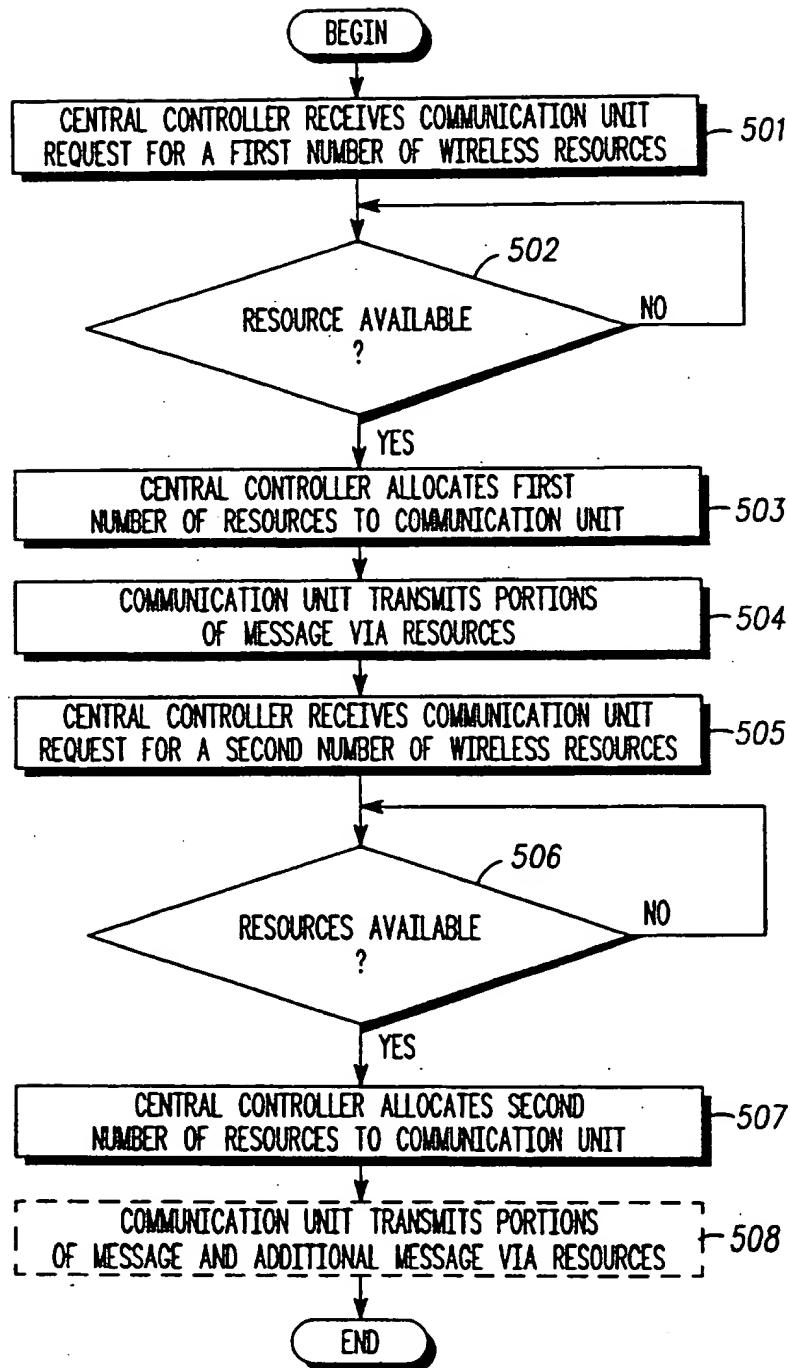 BEGIN
CENTRAL CONTROLLER RECEIVES COMMUNICATION UNIT
REQUEST FOR A FIRST NUMBER OF WIRELESS RESOURCES
501
502
RESOURCE AVAILABLE
?
NO
YES
CENTRAL CONTROLLER ALLOCATES FIRST
NUMBER OF RESOURCES TO COMMUNICATION UNIT
503
COMMUNICATION UNIT TRANSMITS PORTIONS
OF MESSAGE VIA RESOURCES
504
CENTRAL CONTROLLER RECEIVES COMMUNICATION UNIT
REQUEST FOR A SECOND NUMBER OF WIRELESS RESOURCES
505
506
RESOURCES AVAILABLE
?
NO
YES
CENTRAL CONTROLLER ALLOCATES SECOND
NUMBER OF RESOURCES TO COMMUNICATION UNIT
507
COMMUNICATION UNIT TRANSMITS PORTIONS
OF MESSAGE AND ADDITIONAL MESSAGE VIA RESOURCES
508
END